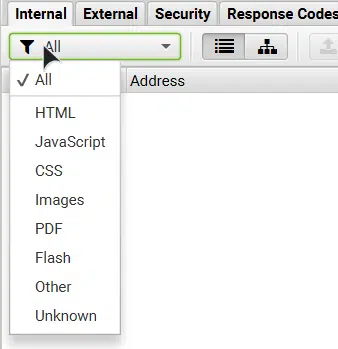 Internal External Security Response Codes
All
All Address
HTML
JavaScript
CSS
Images
PDF
Flash
Other
Unknown